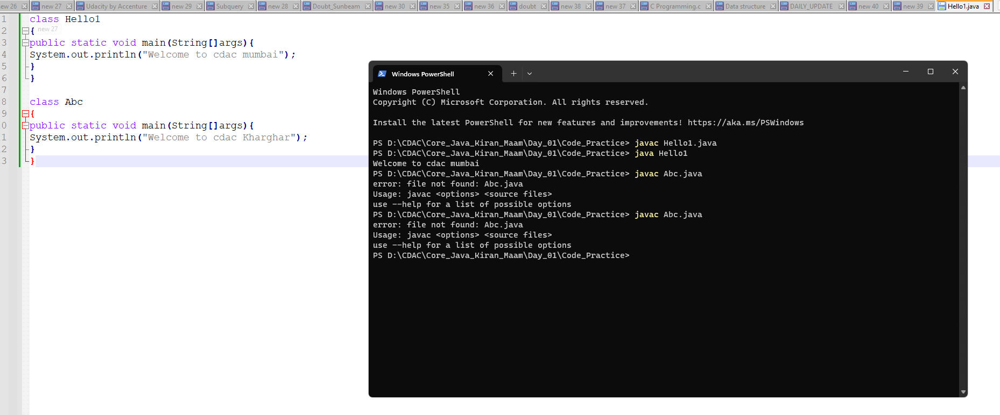 ew 26 new 27 Udacity by Accenture new 29 Subquery new 28 Doubt_Sunbeam new 30 new 35 new 36 doubt new 38 new 37 C Programming.c Data structure DAILY_UPDATE new 40 new 39 Hello1.java
1 class Hello1
2 {
new 27
3 public static void main(String[]args){
4 System.out.println("Welcome to cdac mumbai");
5 }
6 }
7
8 class Abc
9 {
0 public static void main(String[]args){
1 System.out.println("Welcome to cdac Kharghar");
2 }
3 }
Windows PowerShell
Windows PowerShell
Copyright (C) Microsoft Corporation. All rights reserved.
Install the latest PowerShell for new features and improvements! https://aka.ms/PSWindows
PS D:\CDAC\Core_Java_Kiran_Maam\Day_01\Code_Practice> javac Hello1.java
PS D:\CDAC\Core_Java_Kiran_Maam\Day_01\Code_Practice> java Hello1
Welcome to cdac mumbai
PS D:\CDAC\Core_Java_Kiran_Maam\Day_01\Code_Practice> javac Abc.java
error: file not found: Abc.java
Usage: javac <options> <source files>
use --help for a list of possible options
PS D:\CDAC\Core_Java_Kiran_Maam\Day_01\Code_Practice> javac Abc.java
error: file not found: Abc.java
Usage: javac <options> <source files>
use --help for a list of possible options
PS D:\CDAC\Core_Java_Kiran_Maam\Day_01\Code_Practice>